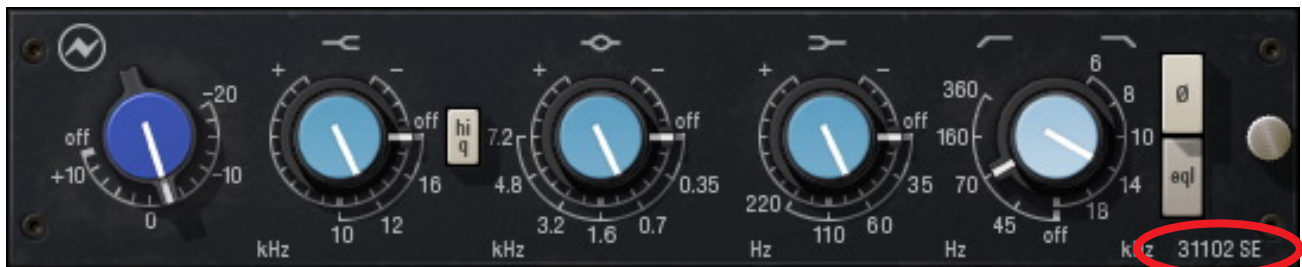 + − + − + − 6
-20 360 8
off off hi q 7.2 off off 160 10 Ø
+10 -10 16 4.8 0.35 35 70 14 eql
0 10 12 3.2 1.6 0.7 220 110 60 45 off 18
kHz kHz Hz Hz kHz 31102 SE